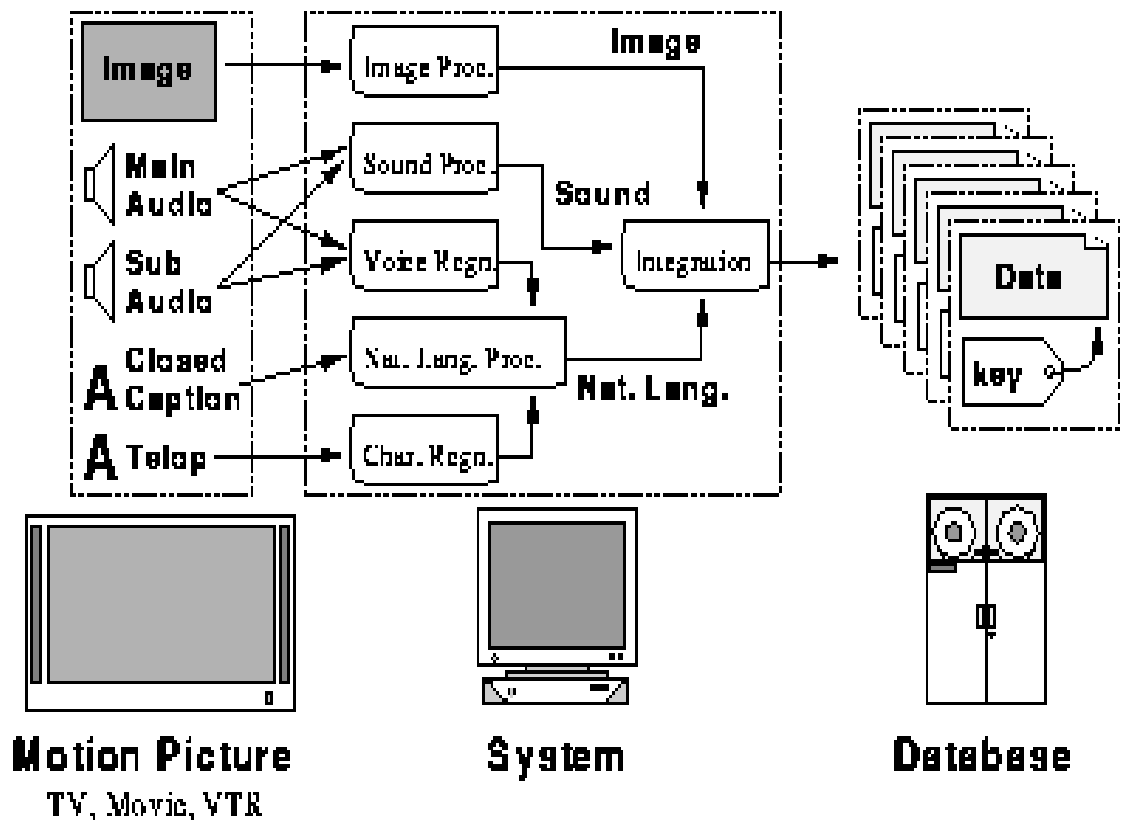 Image
Main
Audio
Sub
Audio
A Closed
Caption
A Telop
Image Proc.
Sound Proc.
Voice Regn.
Nat. Lang. Proc.
Char. Regn.
Image
Sound
Nat. Lang.
Integration
Data
key
Motion Picture
TV, Movie, VTR
System
Database